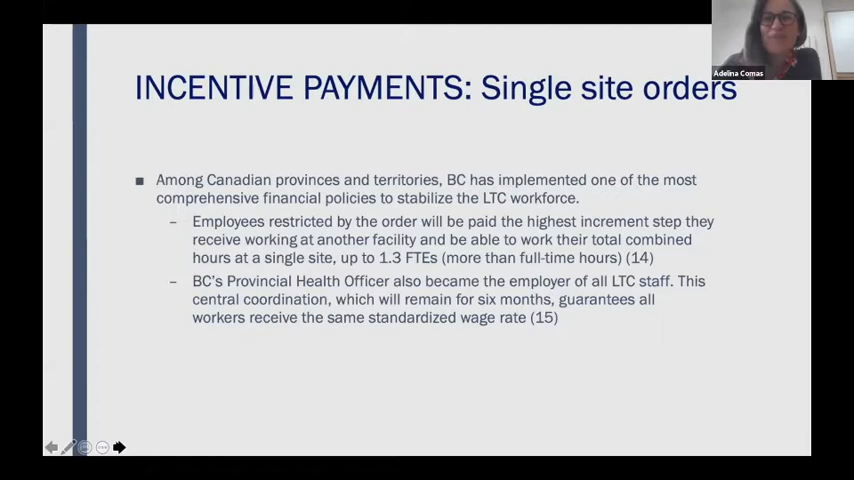 INCENTIVE PAYMENTS: Single site orders
Adelina Comas
■ Among Canadian provinces and territories, BC has implemented one of the most
comprehensive financial policies to stabilize the LTC workforce.
– Employees restricted by the order will be paid the highest increment step they
receive working at another facility and be able to work their total combined
hours at a single site, up to 1.3 FTEs (more than full-time hours) (14)
– BC's Provincial Health Officer also became the employer of all LTC staff. This
central coordination, which will remain for six months, guarantees all
workers receive the same standardized wage rate (15)